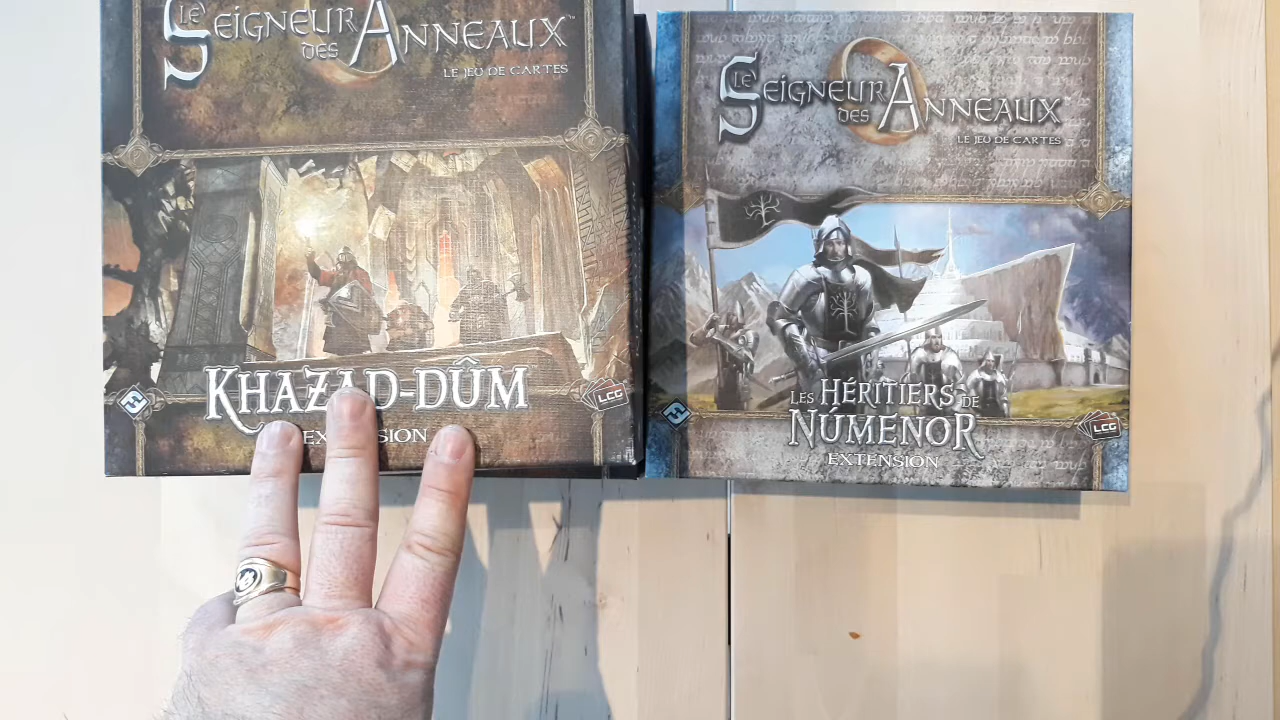 LE SEIGNEUR
DES ANNEAUX
LE JEU DE CARTES
KHAZAD-DÛM
LCG
LE SEIGNEUR
DES ANNEAUX
LE JEU DE CARTES
LES HÉRITIERS DE
NÚMENOR
EXTENSION
LCG